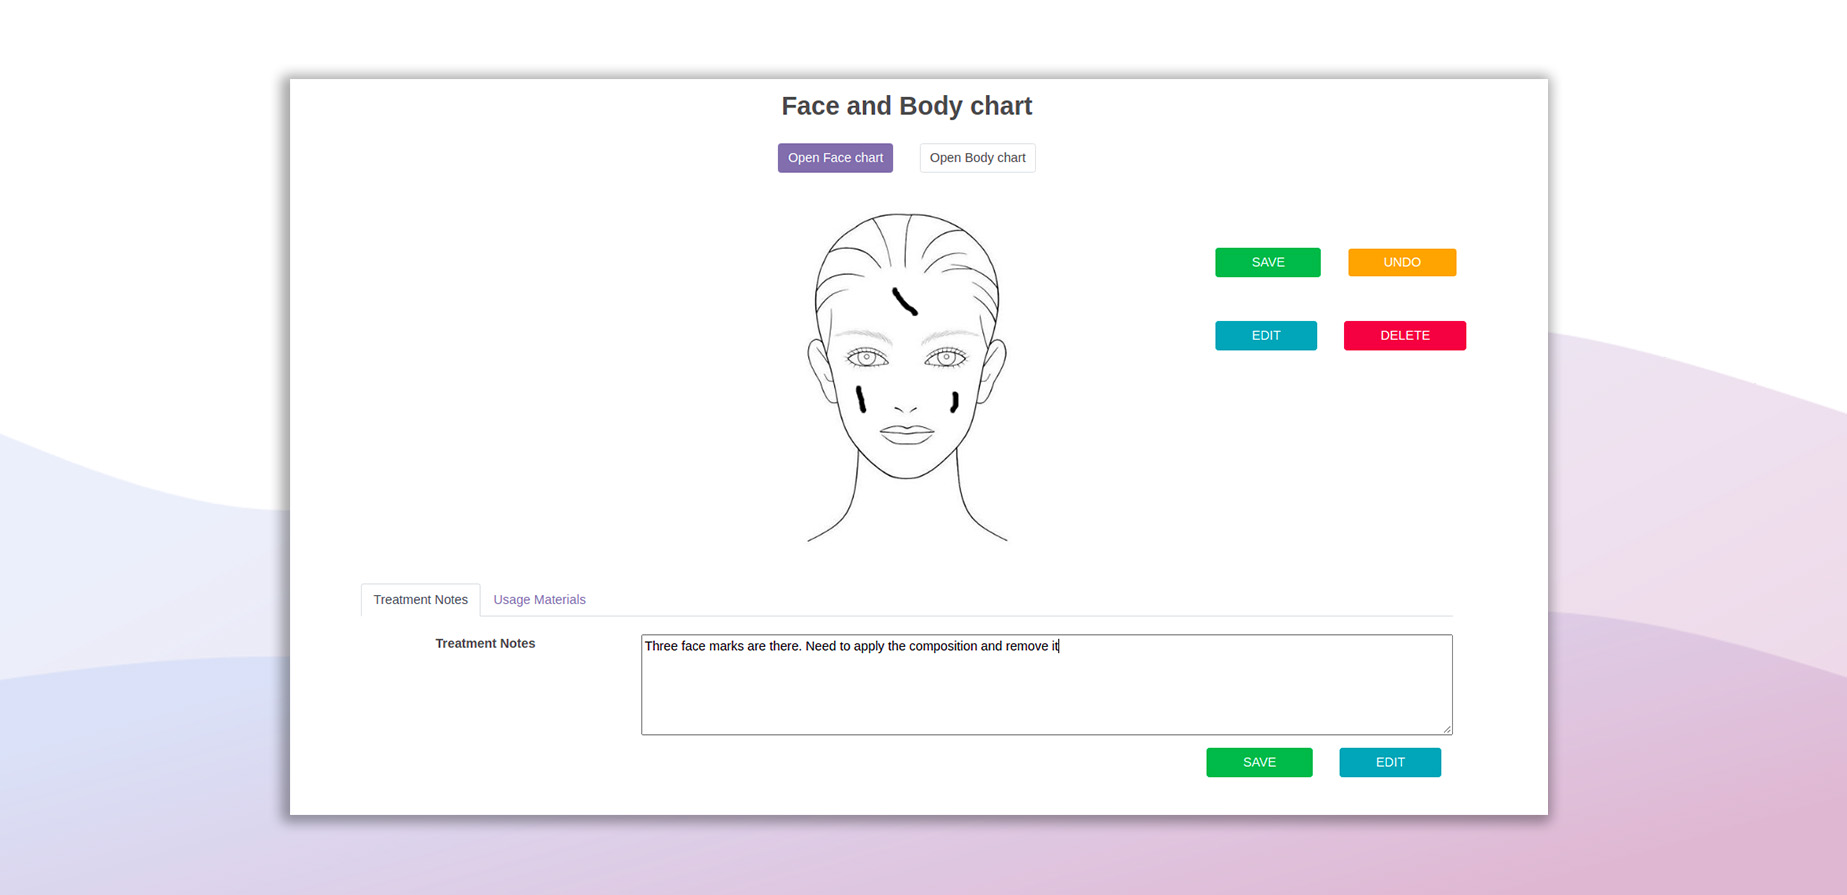 Face and Body chart
Open Face chart
Open Body chart
SAVE
UNDO
EDIT
DELETE
Treatment Notes
Usage Materials
Treatment Notes
Three face marks are there. Need to apply the composition and remove it
SAVE
EDIT